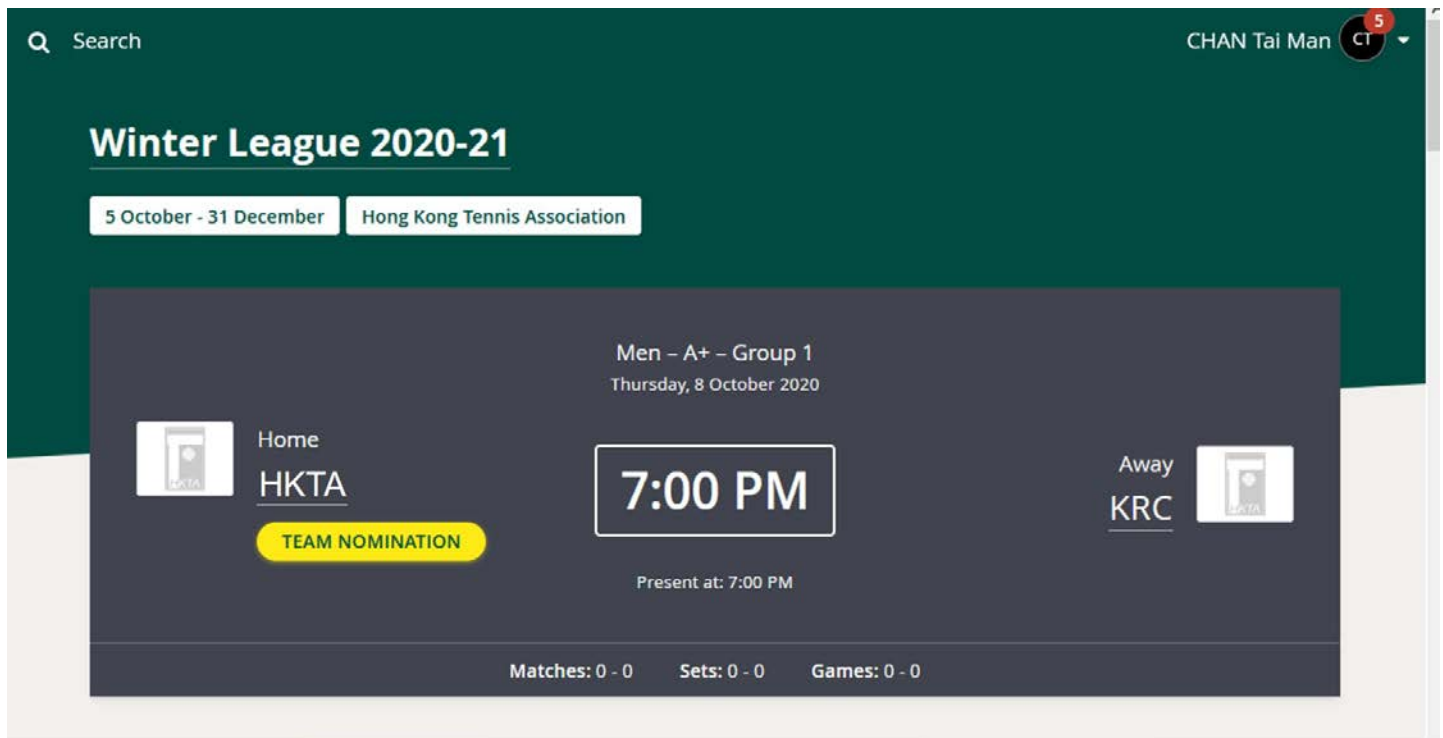 Search
CHAN Tai Man
CT
5
Winter League 2020-21
5 October - 31 December
Hong Kong Tennis Association
Men – A+ – Group 1
Thursday, 8 October 2020
HKTA
Home
HKTA
TEAM NOMINATION
7:00 PM
Present at: 7:00 PM
Away
KRC
HKTA
Matches: 0 - 0 Sets: 0 - 0 Games: 0 - 0